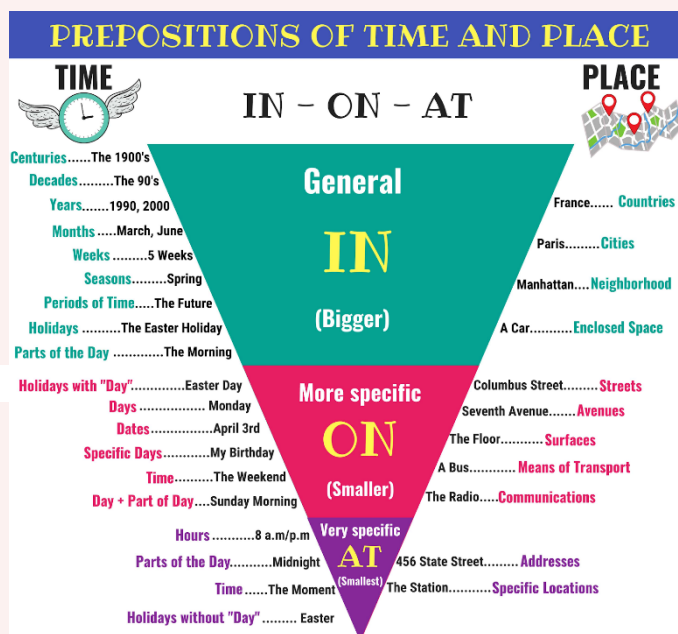 PREPOSITIONS OF TIME AND PLACE
TIME
IN - ON - AT
PLACE
General
IN
(Bigger)
Centuries......The 1900's
Decades.........The 90's
Years.......1990, 2000
Months .....March, June
Weeks .........5 Weeks
Seasons.........Spring
Periods of Time.....The Future
Holidays .........The Easter Holiday
Parts of the Day ............The Morning
France...... Countries
Paris.........Cities
Manhattan....Neighborhood
A Car...........Enclosed Space
More specific
ON
(Smaller)
Holidays with "Day"..............Easter Day
Days ................. Monday
Dates................April 3rd
Specific Days..........My Birthday
Time..........The Weekend
Day + Part of Day....Sunday Morning
Columbus Street.........Streets
Seventh Avenue.......Avenues
The Floor...........Surfaces
A Bus............Means of Transport
The Radio.....Communications
Very specific
AT
(Smallest)
Hours ...........8 a.m/p.m
Parts of the Day...........Midnight
Time ......The Moment
Holidays without "Day" ......... Easter
456 State Street.........Addresses
The Station...........Specific Locations